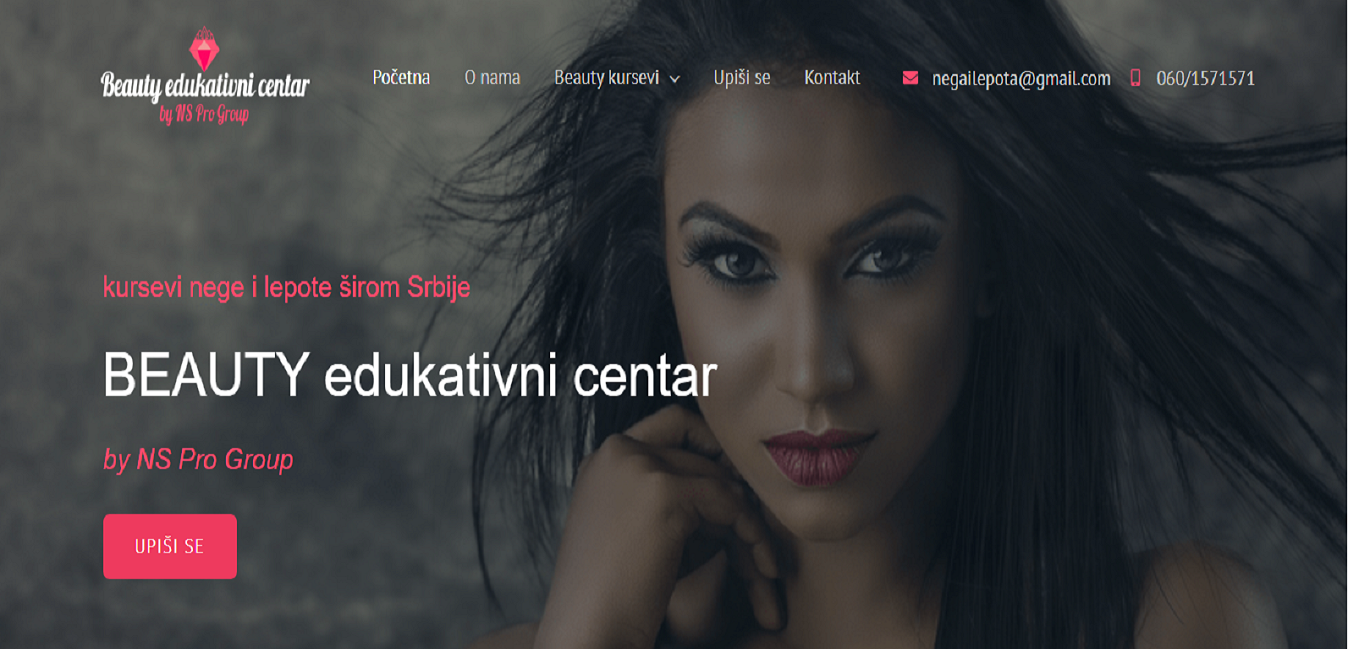 Beauty edukativni centar
by NS Pro Group
Početna O nama Beauty kursevi Upiši se Kontakt negailepota@gmail.com 060/1571571
kursevi nege i lepote širom Srbije
BEAUTY edukativni centar
by NS Pro Group
UPIŠI SE